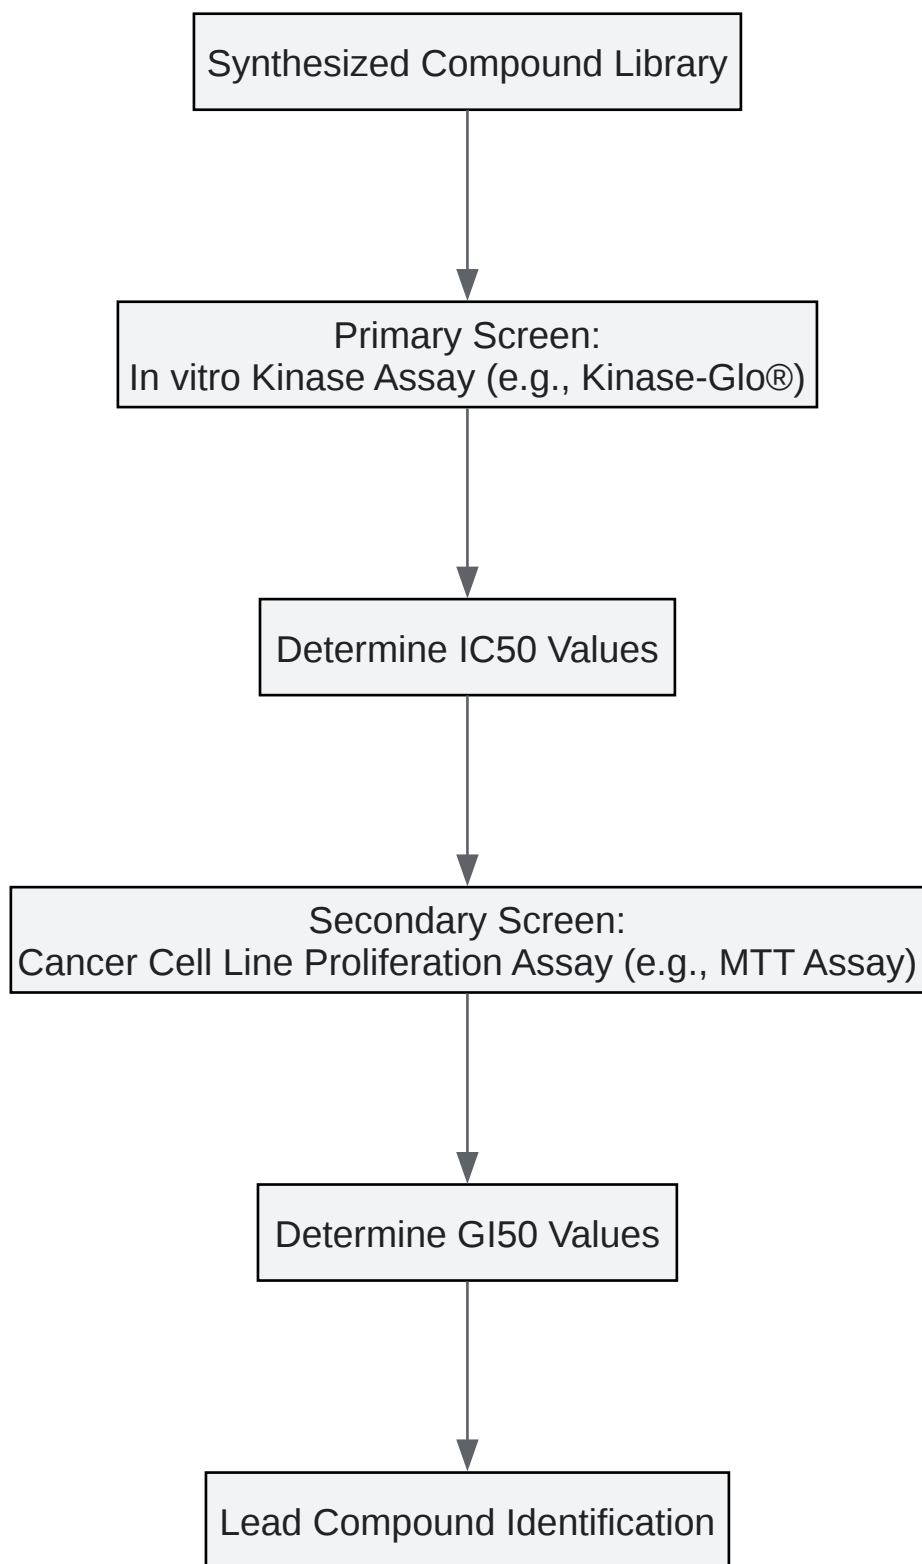 Synthesized Compound Library
Primary Screen:
In vitro Kinase Assay (e.g., Kinase-Glo®)
Determine IC50 Values
Secondary Screen:
Cancer Cell Line Proliferation Assay (e.g., MTT Assay)
Determine GI50 Values
Lead Compound Identification